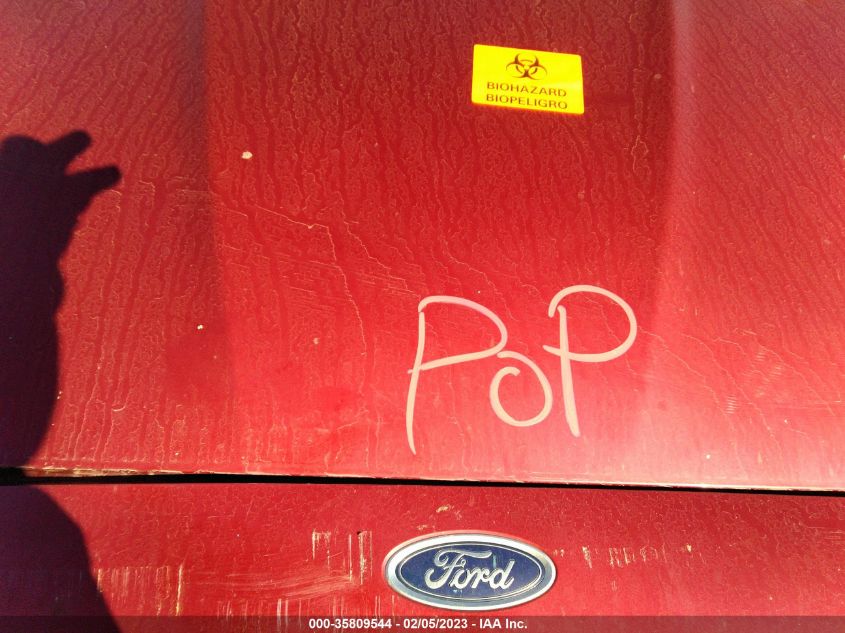 BIOHAZARD
BIOPELIGRO
PoP
Ford
000-35809544 - 02/05/2023 - IAA Inc.